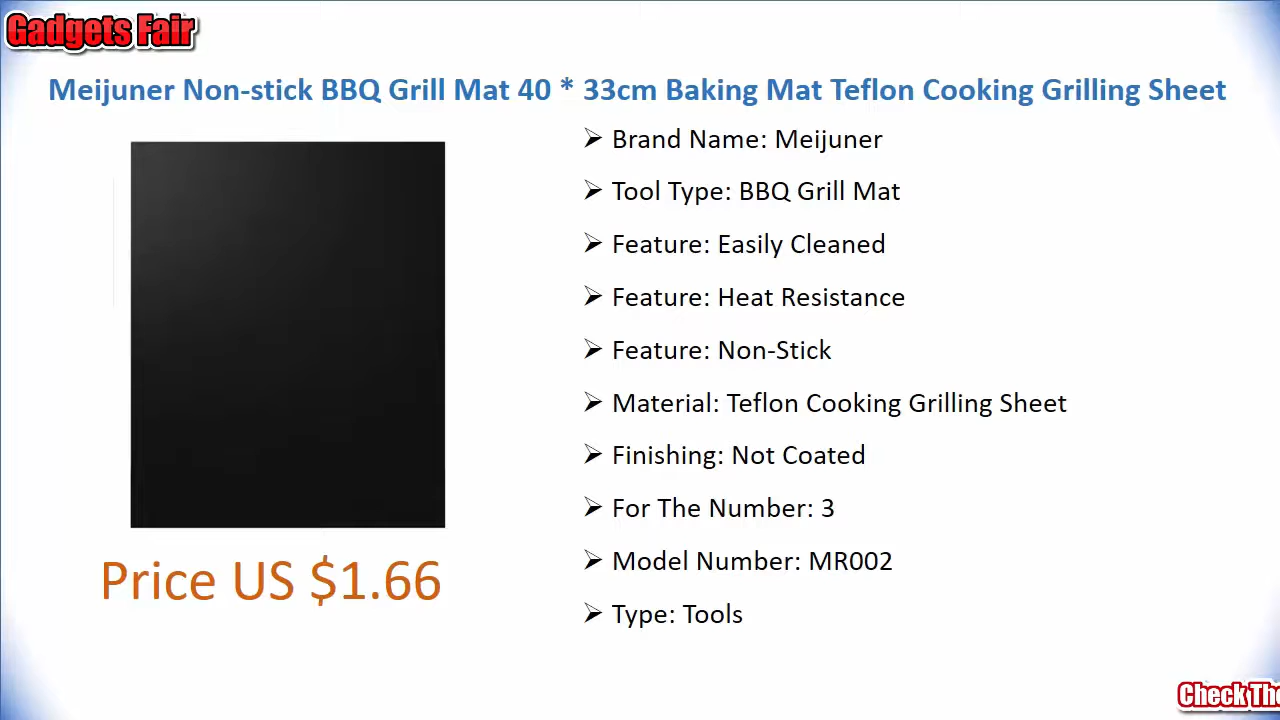 Gadgets Fair
Meijuner Non-stick BBQ Grill Mat 40 * 33cm Baking Mat Teflon Cooking Grilling Sheet
Brand Name: Meijuner
Tool Type: BBQ Grill Mat
Feature: Easily Cleaned
Feature: Heat Resistance
Feature: Non-Stick
Material: Teflon Cooking Grilling Sheet
Finishing: Not Coated
For The Number: 3
Model Number: MR002
Type: Tools
Price US $1.66
Check